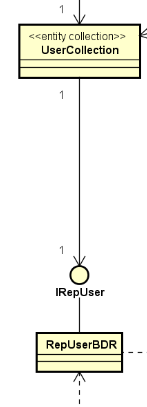 1
<<entity collection>>
UserCollection
1
1
IRepUser
RepUserBDR